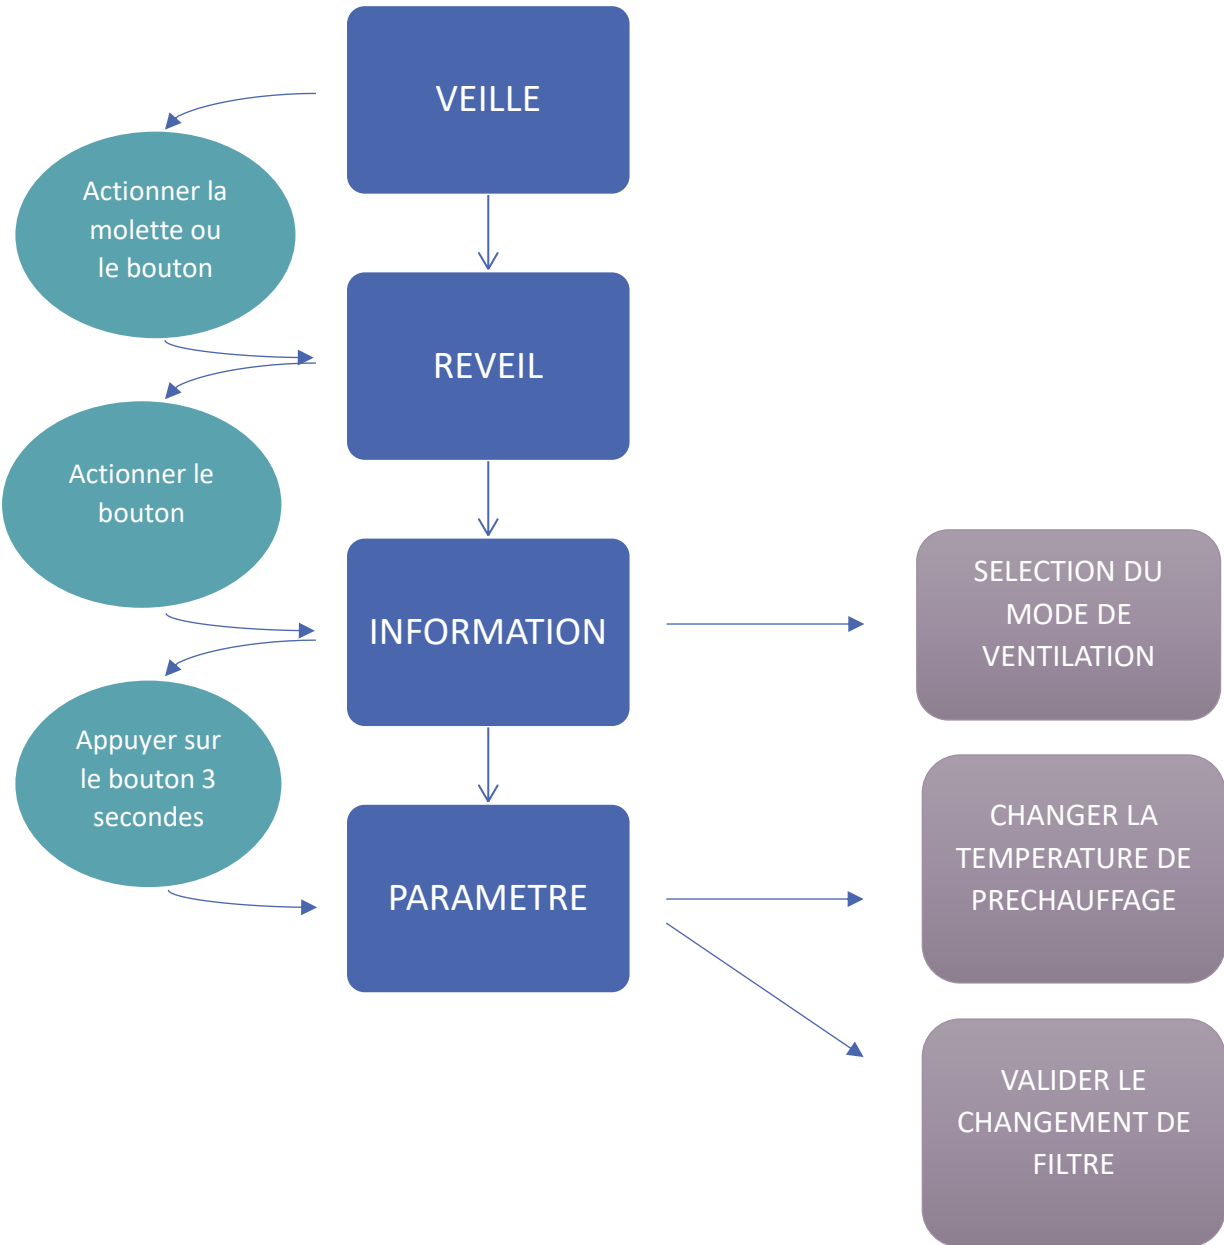 VEILLE
Actionner la
molette ou
le bouton
REVEIL
Actionner le
bouton
INFORMATION
SELECTION DU
MODE DE
VENTILATION
Appuyer sur
le bouton 3
secondes
PARAMETRE
CHANGER LA
TEMPERATURE DE
PRECHAUFFAGE
VALIDER LE
CHANGEMENT DE
FILTRE